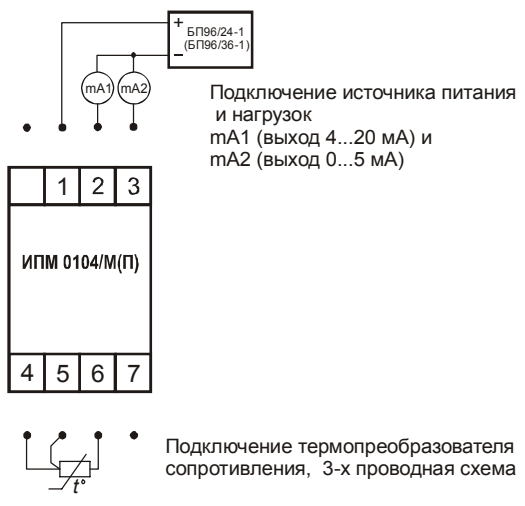 +
БП96/24-1
(БП96/36-1)
–
mA1
mA2
Подключение источника питания
и нагрузок
mA1 (выход 4...20 мА) и
mA2 (выход 0...5 мА)
1 2 3
ИПМ 0104/М(П)
4 5 6 7
t°
Подключение термопреобразователя
сопротивления, 3-х проводная схема